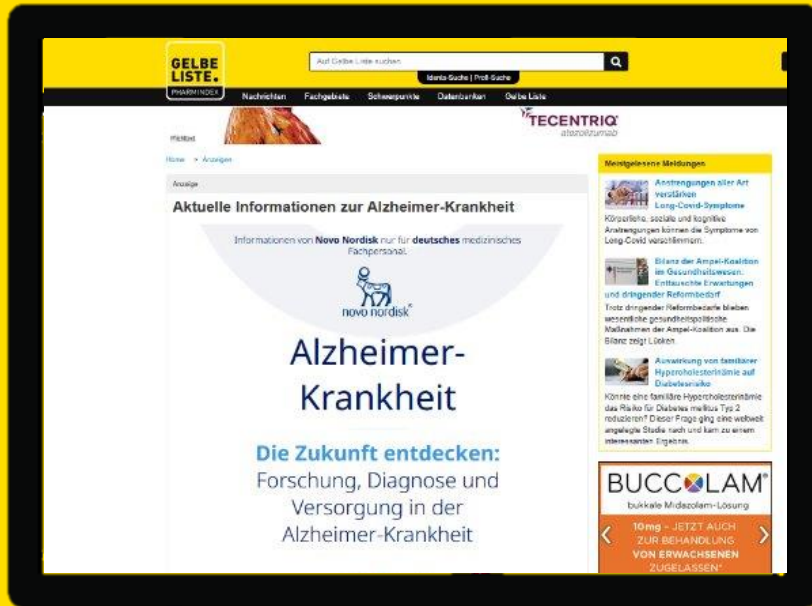 GELBE
LISTE.
PHARMINDEX
Auf Gelbe Liste suchen
Identa-Suche | Profi-Suche
Nachrichten Fachgebiete Schwerpunkte Datenbanken Gelbe Liste
Pflichttext
TECENTRIQ®
atezolizumab
Home > Anzeigen
Anzeige
Aktuelle Informationen zur Alzheimer-Krankheit
Informationen von Novo Nordisk nur für deutsches medizinisches
Fachpersonal.
novo nordisk®
Alzheimer-
Krankheit
Die Zukunft entdecken:
Forschung, Diagnose und
Versorgung in der
Alzheimer-Krankheit
Meistgelesene Meldungen
Anstrengungen aller Art
verstärken
Long-Covid-Symptome
Körperliche, soziale und kognitive
Anstrengungen können die Symptome von
Long-Covid verschlimmern.
Bilanz der Ampel-Koalition
im Gesundheitswesen:
Enttäuschte Erwartungen
und dringender Reformbedarf
Trotz dringender Reformbedarfe blieben
wesentliche gesundheitspolitische
Maßnahmen der Ampel-Koalition aus. Die
Bilanz zeigt Lücken.
Auswirkung von familiärer
Hypercholesterinämie auf
Diabetesrisiko
Könnte eine familiäre Hypercholesterinämie
das Risiko für Diabetes mellitus Typ 2
reduzieren? Dieser Frage ging eine weltweit
angelegte Studie nach und kam zu einem
interessanten Ergebnis.
BUCCOLAM®
bukkale Midazolam-Lösung
10mg - JETZT AUCH
ZUR BEHANDLUNG
VON ERWACHSENEN
ZUGELASSEN*